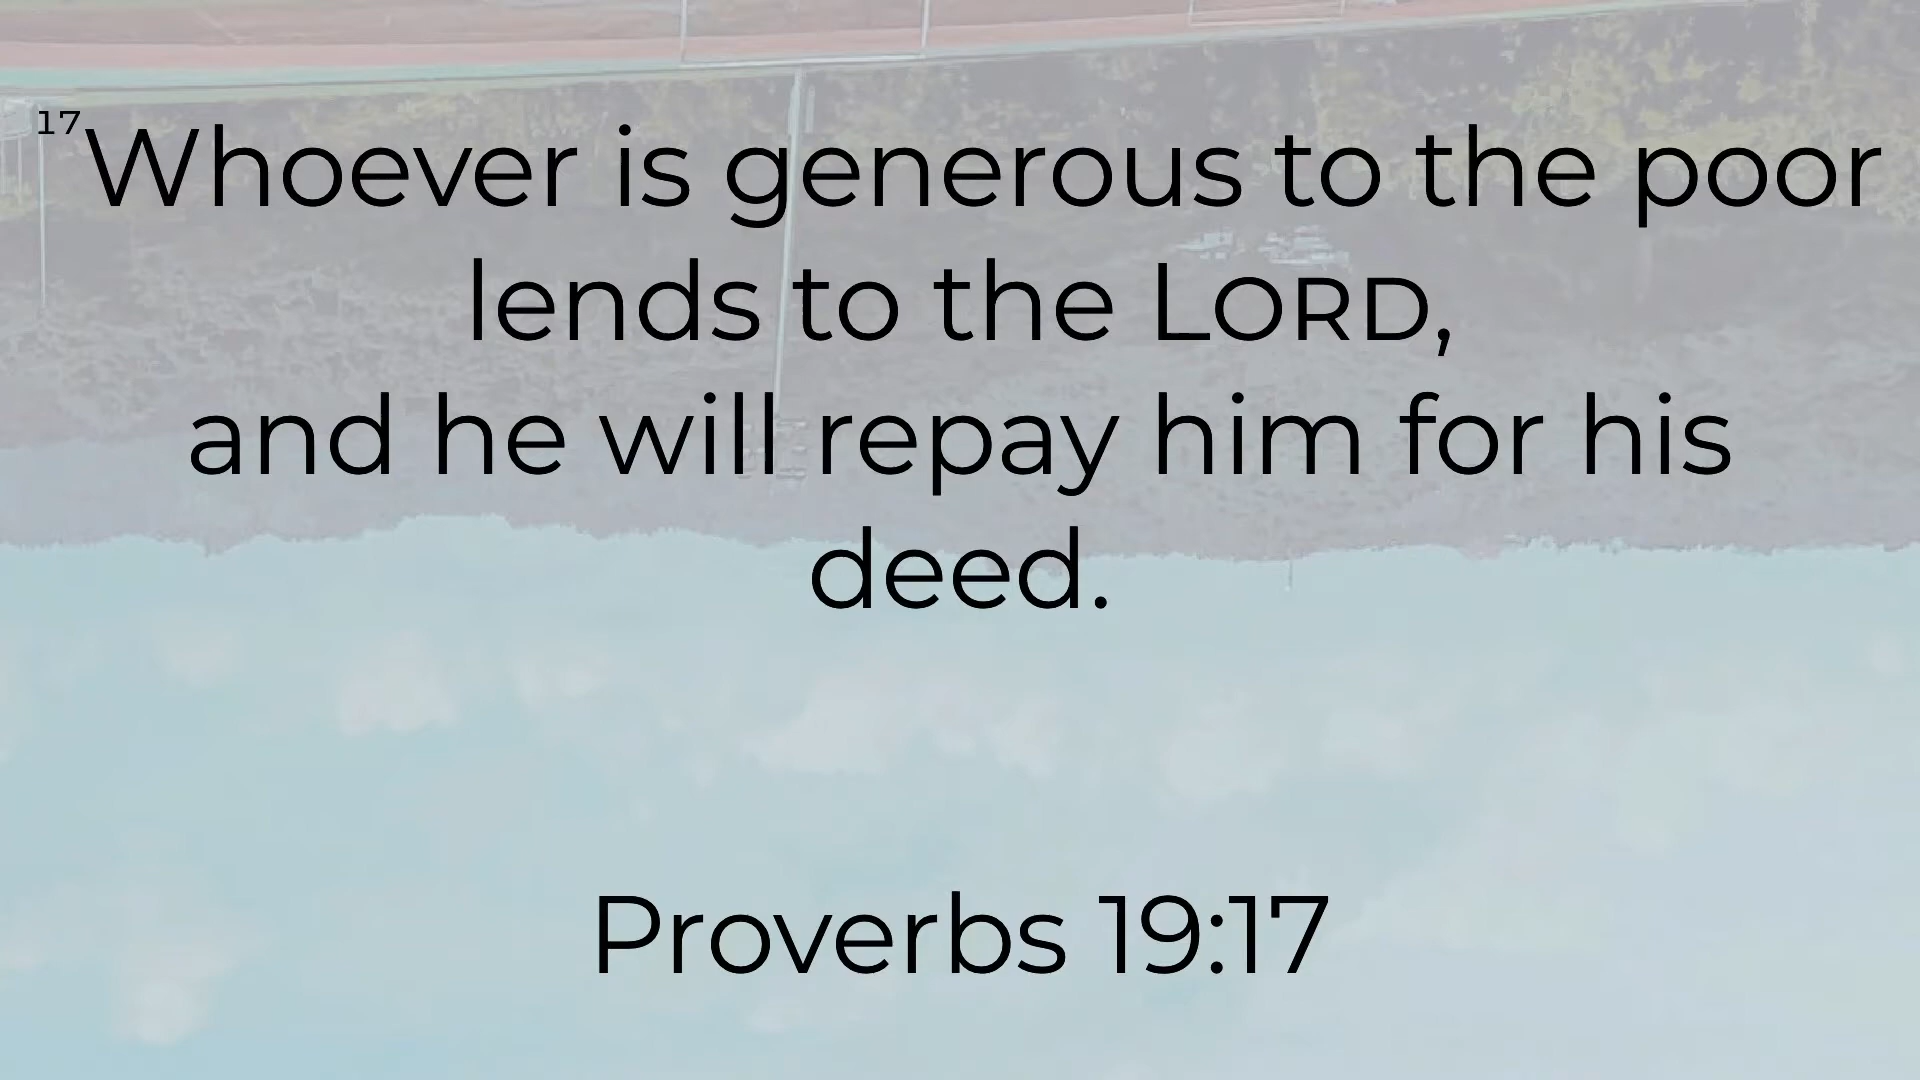 17Whoever is generous to the poor
lends to the LORD,
and he will repay him for his
deed.
Proverbs 19:17